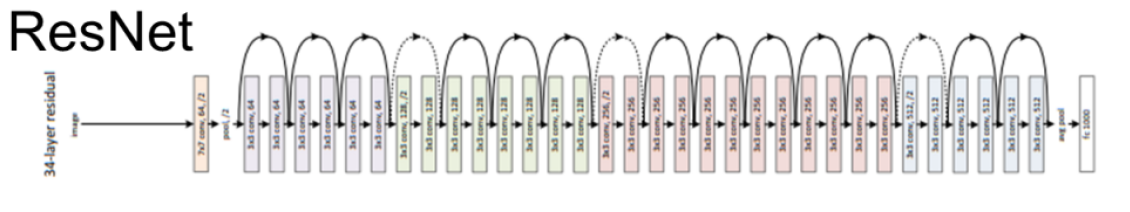 ResNet
34-layer residual
image
7x7 conv, 64, /2
pool, /2
3x3 conv, 64
3x3 conv, 64
3x3 conv, 64
3x3 conv, 64
3x3 conv, 64
3x3 conv, 64
3x3 conv, 128, /2
3x3 conv, 128
3x3 conv, 128
3x3 conv, 128
3x3 conv, 128
3x3 conv, 128
3x3 conv, 128
3x3 conv, 128
3x3 conv, 256, /2
3x3 conv, 256
3x3 conv, 256
3x3 conv, 256
3x3 conv, 256
3x3 conv, 256
3x3 conv, 256
3x3 conv, 256
3x3 conv, 256
3x3 conv, 256
3x3 conv, 256
3x3 conv, 256
3x3 conv, 512, /2
3x3 conv, 512
3x3 conv, 512
3x3 conv, 512
3x3 conv, 512
3x3 conv, 512
avg pool
fc 1000